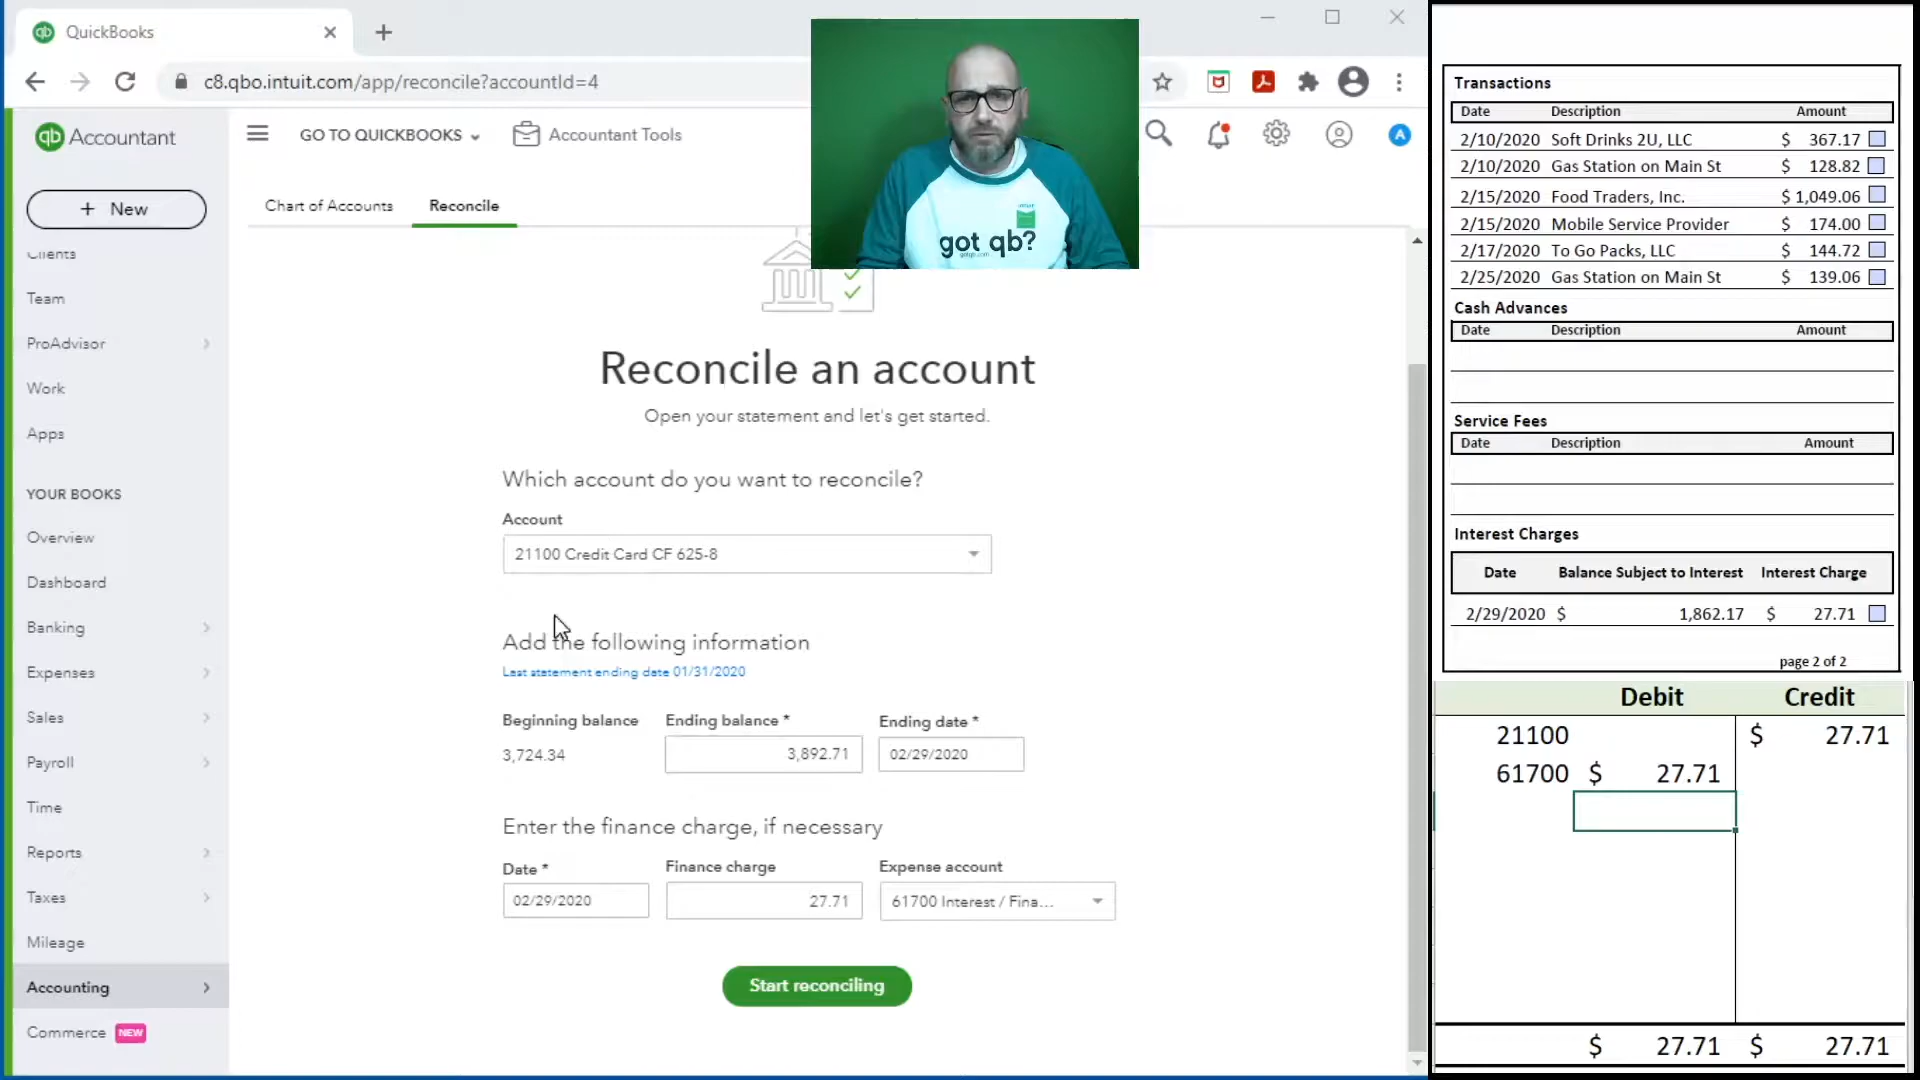 QuickBooks
c8.qbo.intuit.com/app/reconcile?accountId=4
qb Accountant
GO TO QUICKBOOKS
Accountant Tools
A
+ New
Chart of Accounts
Reconcile
got qb?
Clients
Team
ProAdvisor
Work
Apps
YOUR BOOKS
Overview
Dashboard
Banking
Expenses
Sales
Payroll
Time
Reports
Taxes
Mileage
Accounting
Commerce NEW
Reconcile an account
Open your statement and let's get started.
Which account do you want to reconcile?
Account
21100 Credit Card CF 625-8
Add the following information
Last statement ending date 01/31/2020
Beginning balance Ending balance * Ending date *
3,724.34 3,892.71 02/29/2020
Enter the finance charge, if necessary
Date * Finance charge Expense account
02/29/2020 27.71 61700 Interest / Fina...
Start reconciling
Transactions
Date Description Amount
2/10/2020 Soft Drinks 2U, LLC $ 367.17
2/10/2020 Gas Station on Main St $ 128.82
2/15/2020 Food Traders, Inc. $ 1,049.06
2/15/2020 Mobile Service Provider $ 174.00
2/17/2020 To Go Packs, LLC $ 144.72
2/25/2020 Gas Station on Main St $ 139.06
Cash Advances
Date Description Amount
Service Fees
Date Description Amount
Interest Charges
Date Balance Subject to Interest Interest Charge
2/29/2020 $ 1,862.17 $ 27.71
page 2 of 2
Debit Credit
21100 $ 27.71
61700 $ 27.71
$ 27.71 $ 27.71